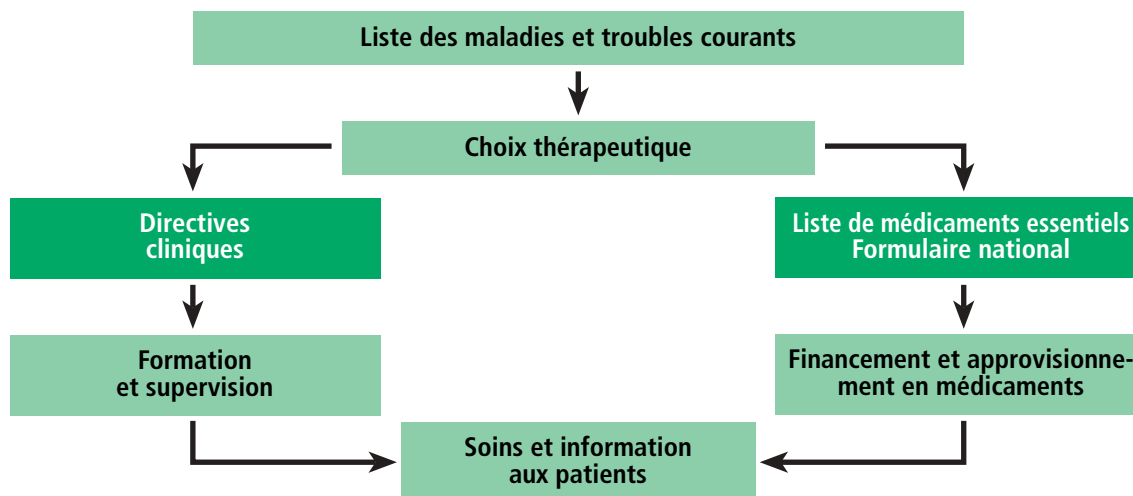 Liste des maladies et troubles courants
Choix thérapeutique
Directives
cliniques
Liste de médicaments essentiels
Formulaire national
Formation
et supervision
Financement et approvisionne-
ment en médicaments
Soins et information
aux patients